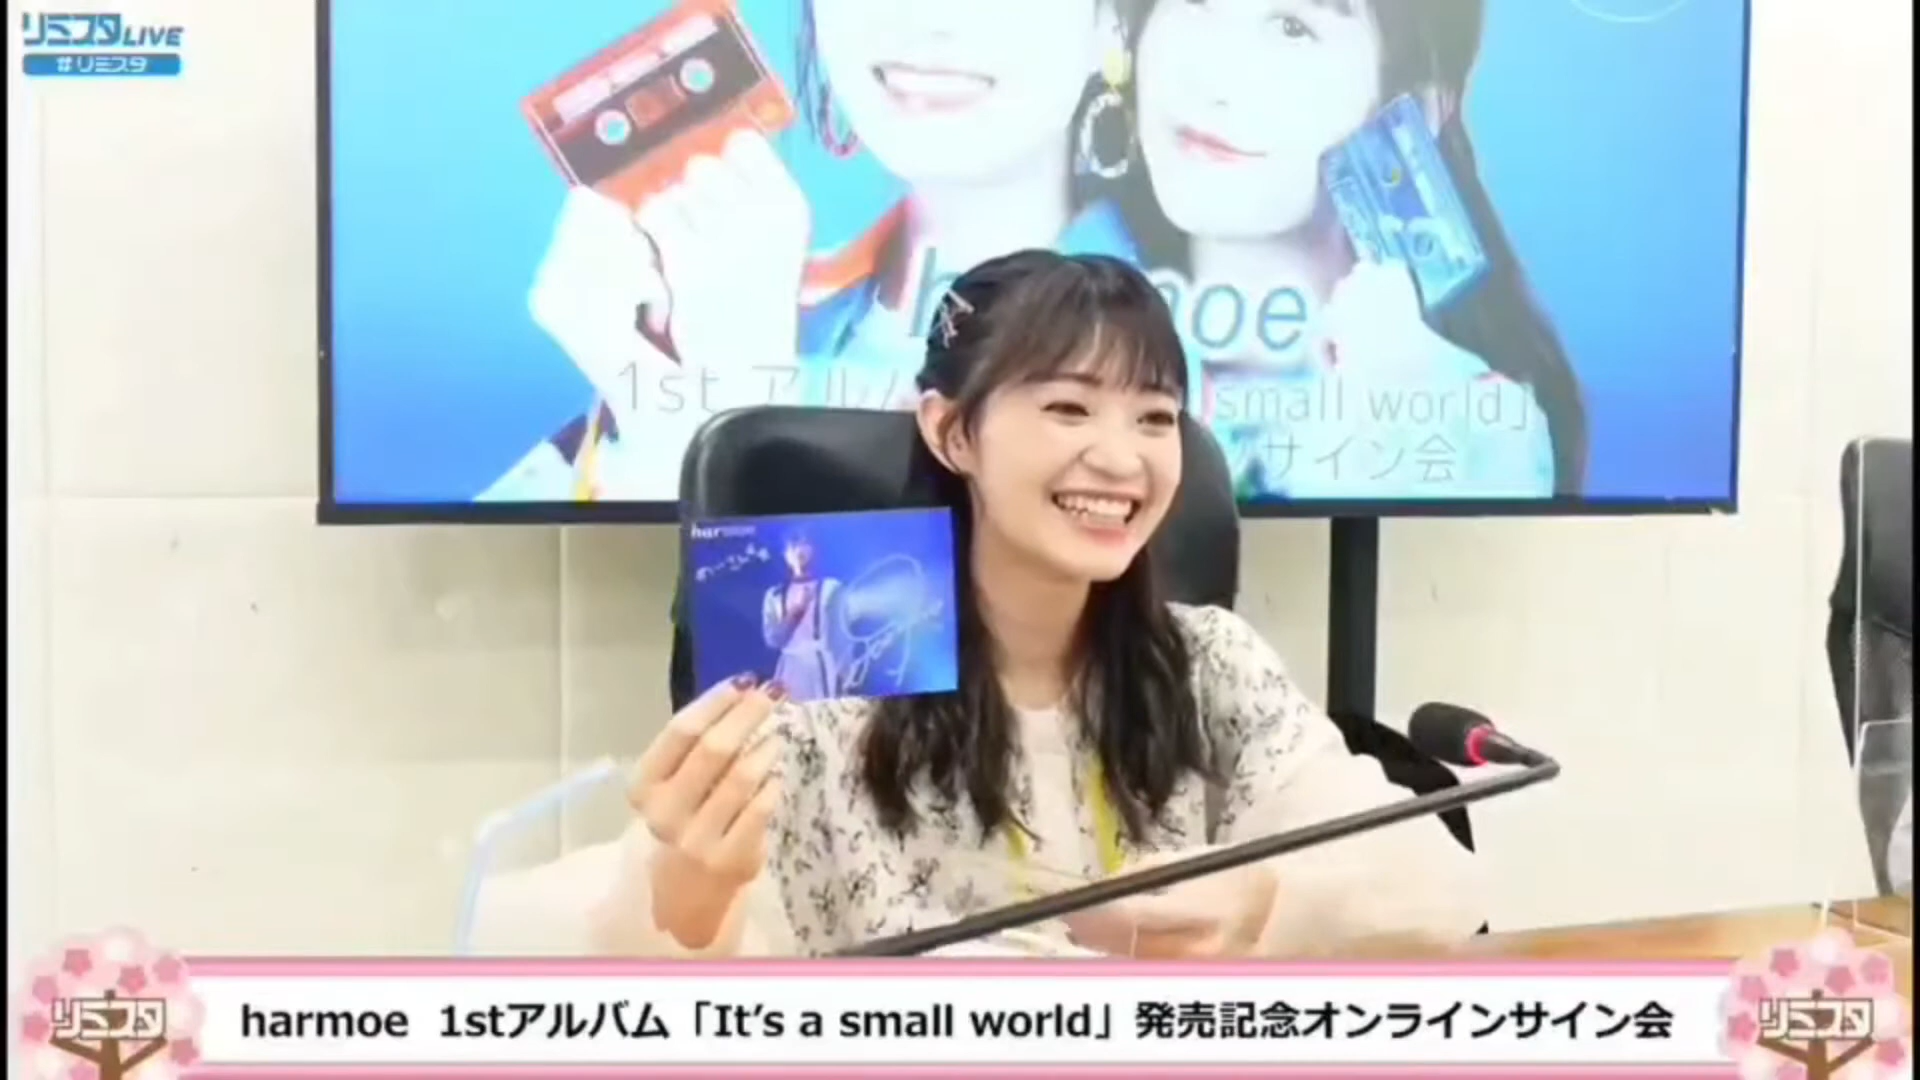 リミスタLIVE
#リミスタ
harmoe
1st アルバム
small world」
サイン会
harmoe
リミスタ
harmoe 1stアルバム「It's a small world」発売記念オンラインサイン会
リミスタ